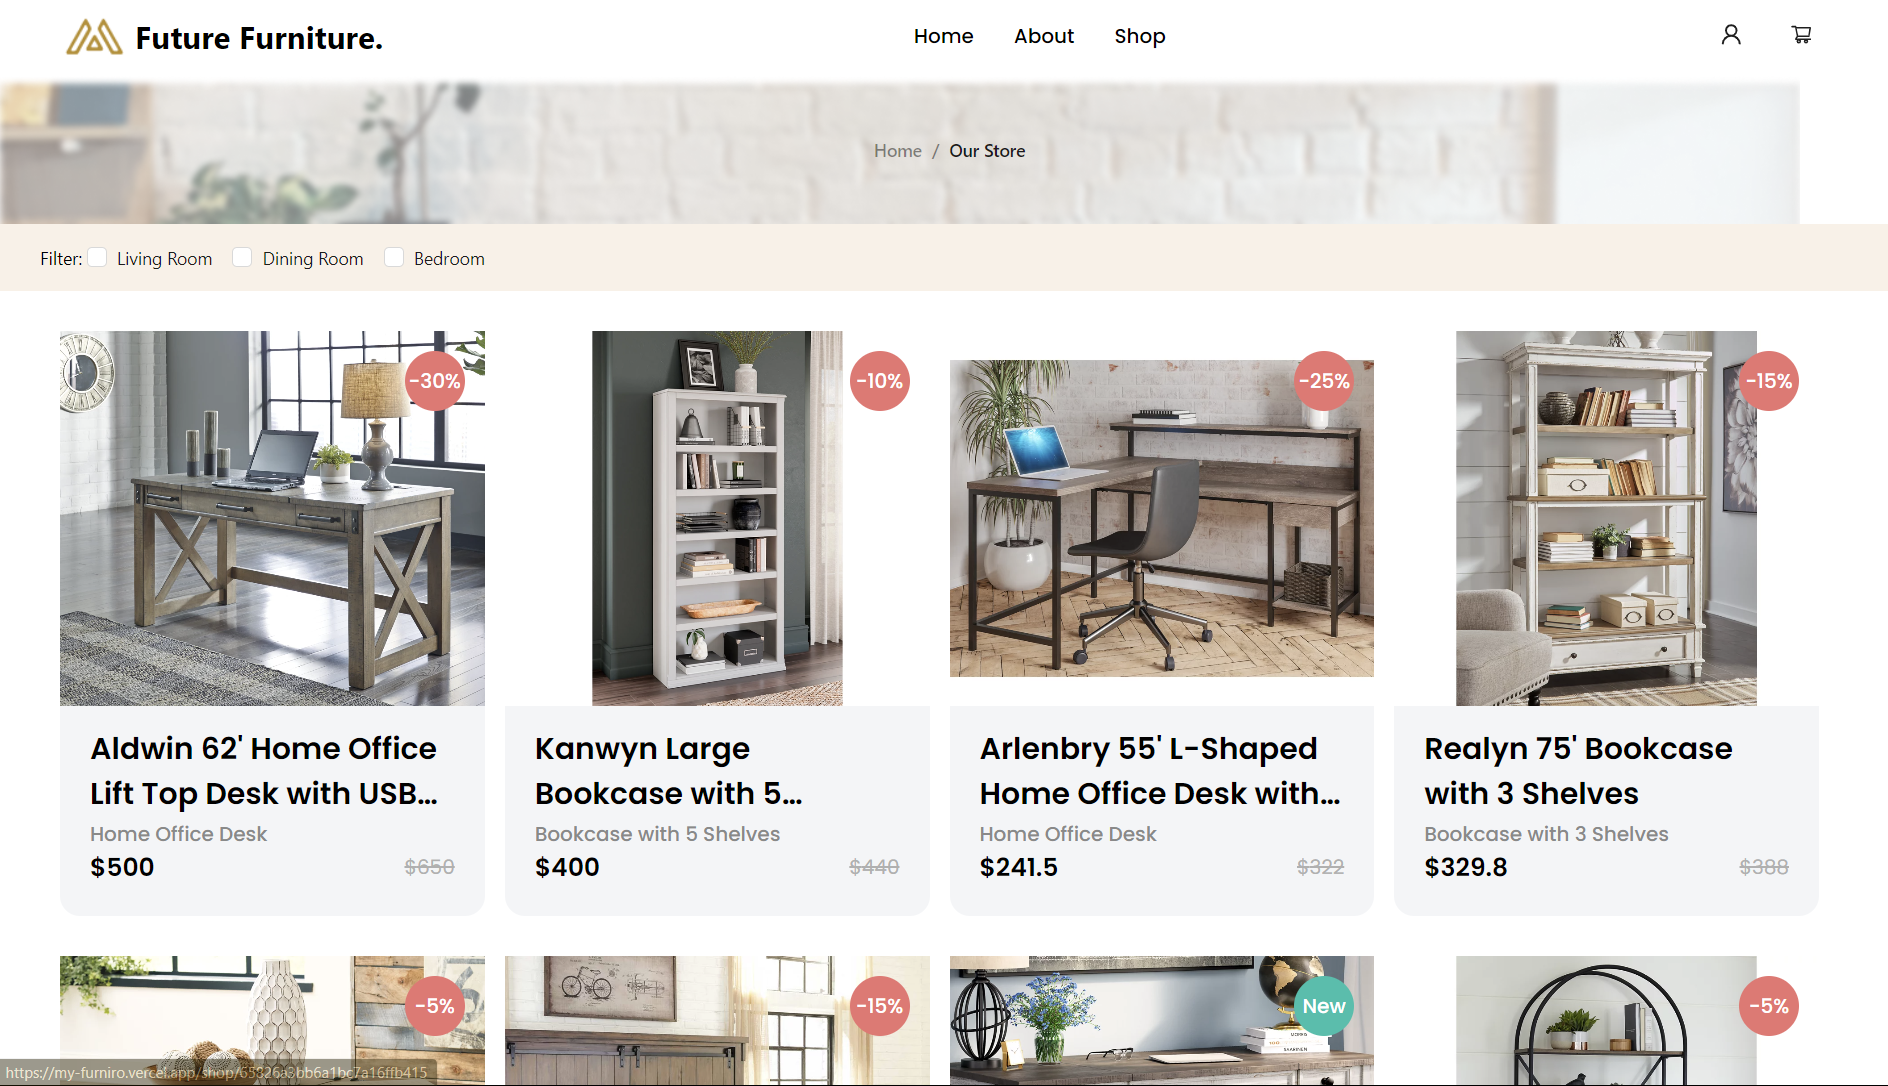 Future Furniture.
Home
About
Shop
Home / Our Store
Filter:
Living Room
Dining Room
Bedroom
-30%
-10%
-25%
-15%
Aldwin 62' Home Office
Lift Top Desk with USB...
Home Office Desk
$500
$650
Kanwyn Large
Bookcase with 5...
Bookcase with 5 Shelves
$400
$440
Arlenbry 55' L-Shaped
Home Office Desk with...
Home Office Desk
$241.5
$322
Realyn 75' Bookcase
with 3 Shelves
Bookcase with 3 Shelves
$329.8
$388
-5%
-15%
New
-5%
https://my-furniro.vercel.app/shop/65826a3bb6a1bc7a16ffb415